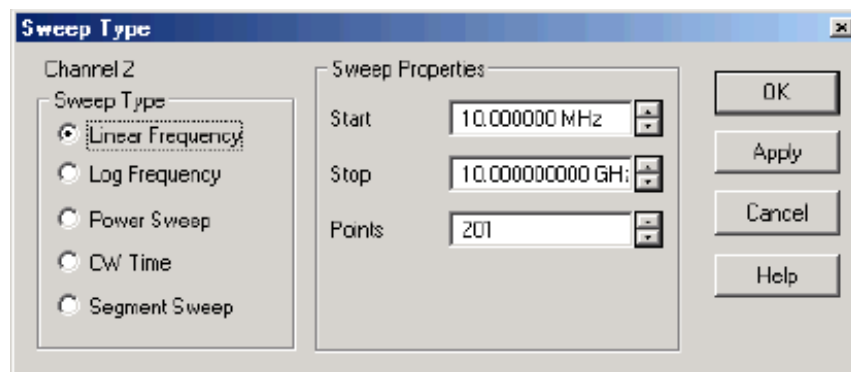 Sweep Type
Channel 2
Sweep Type
Linear Frequency
Log Frequency
Power Sweep
CW Time
Segment Sweep
Sweep Properties
Start 10.000000 MHz
Stop 10.000000000 GH:
Points 201
OK
Apply
Cancel
Help